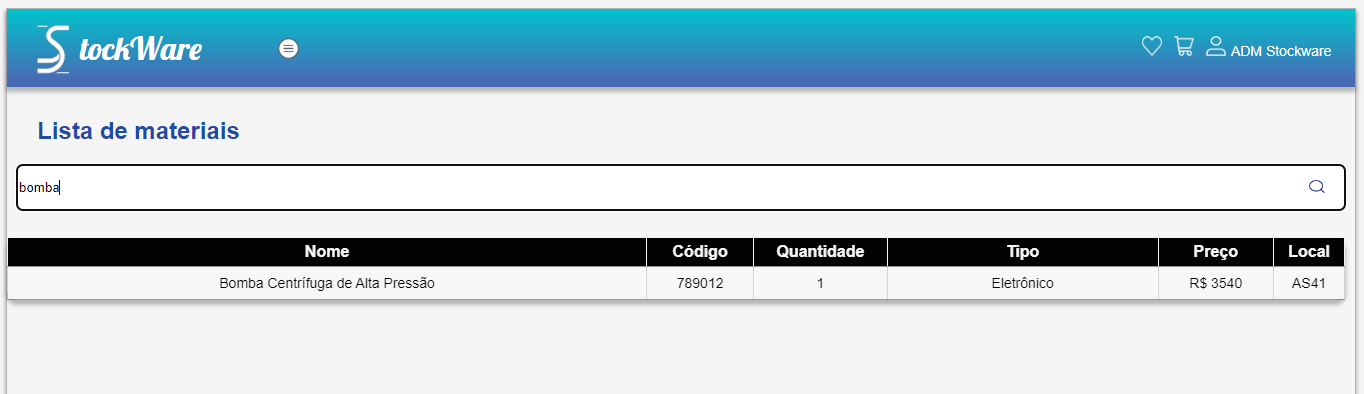 StockWare
ADM Stockware
Lista de materiais
bomba
Nome Código Quantidade Tipo Preço Local
Bomba Centrífuga de Alta Pressão 789012 1 Eletrônico R$ 3540 AS41